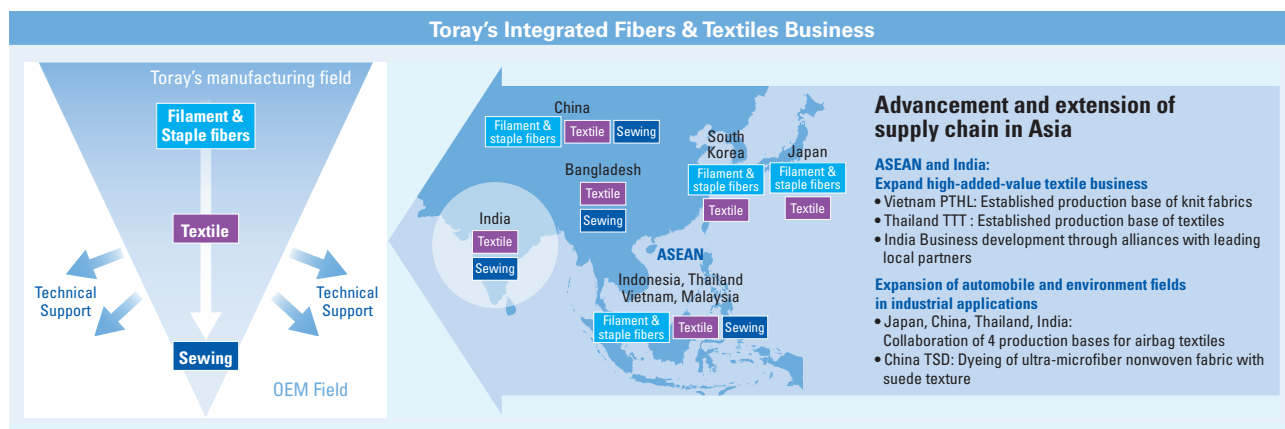 Toray's Integrated Fibers & Textiles Business
Toray's manufacturing field
Filament &
Staple fibers
Textile
Technical
Support
Technical
Support
Sewing
OEM Field
China
Filament &
staple fibers
Textile
Sewing
South
Korea
Filament &
staple fibers
Textile
Japan
Filament &
staple fibers
Textile
Bangladesh
Textile
Sewing
India
Textile
Sewing
ASEAN
Indonesia, Thailand
Vietnam, Malaysia
Filament &
staple fibers
Textile
Sewing
Advancement and extension of
supply chain in Asia
ASEAN and India:
Expand high-added-value textile business
• Vietnam PTHL: Established production base of knit fabrics
• Thailand TTT : Established production base of textiles
• India Business development through alliances with leading
local partners
Expansion of automobile and environment fields
in industrial applications
• Japan, China, Thailand, India:
Collaboration of 4 production bases for airbag textiles
• China TSD: Dyeing of ultra-microfiber nonwoven fabric with
suede texture